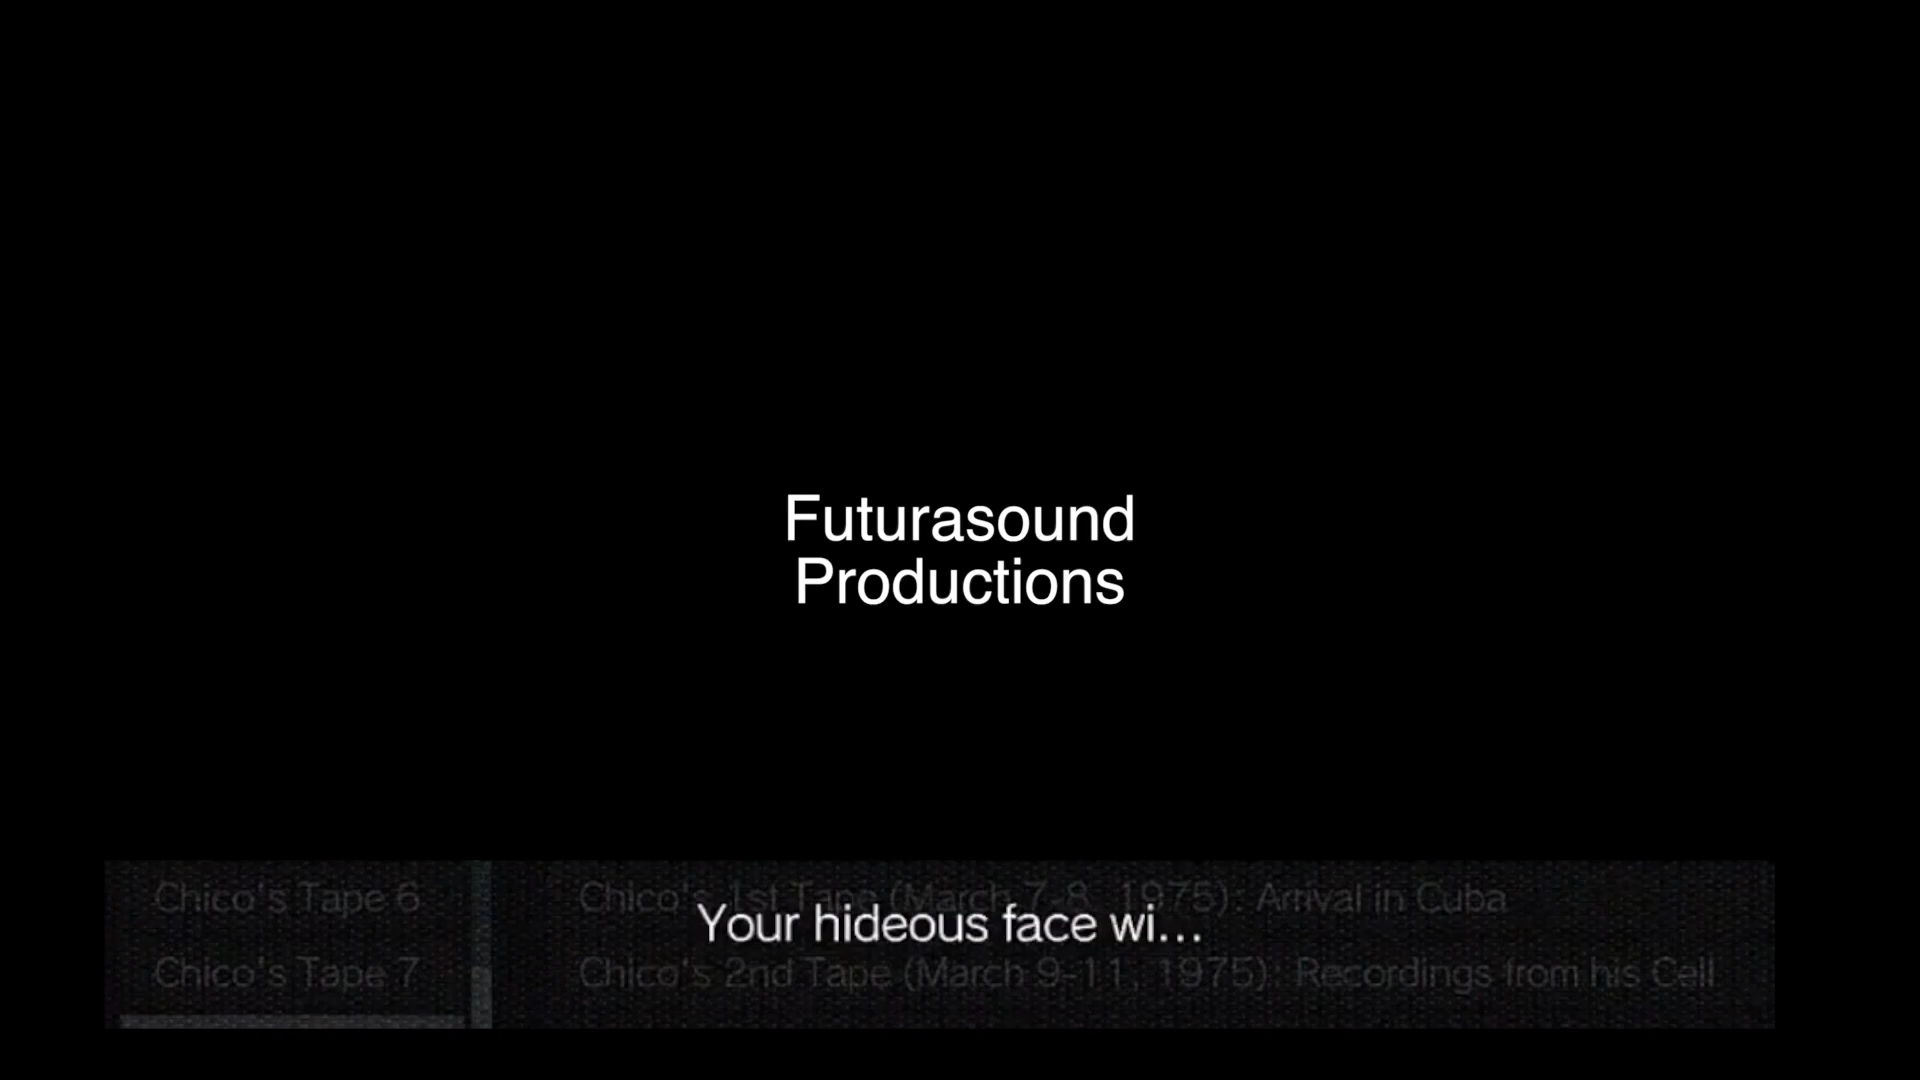 Futurasound
Productions
Chico's Tape 6
Chico's 1st Tape (March 7-8, 1975): Arrival in Cuba
Your hideous face wi...
Chico's Tape 7
Chico's 2nd Tape (March 9-11, 1975): Recordings from his Cell